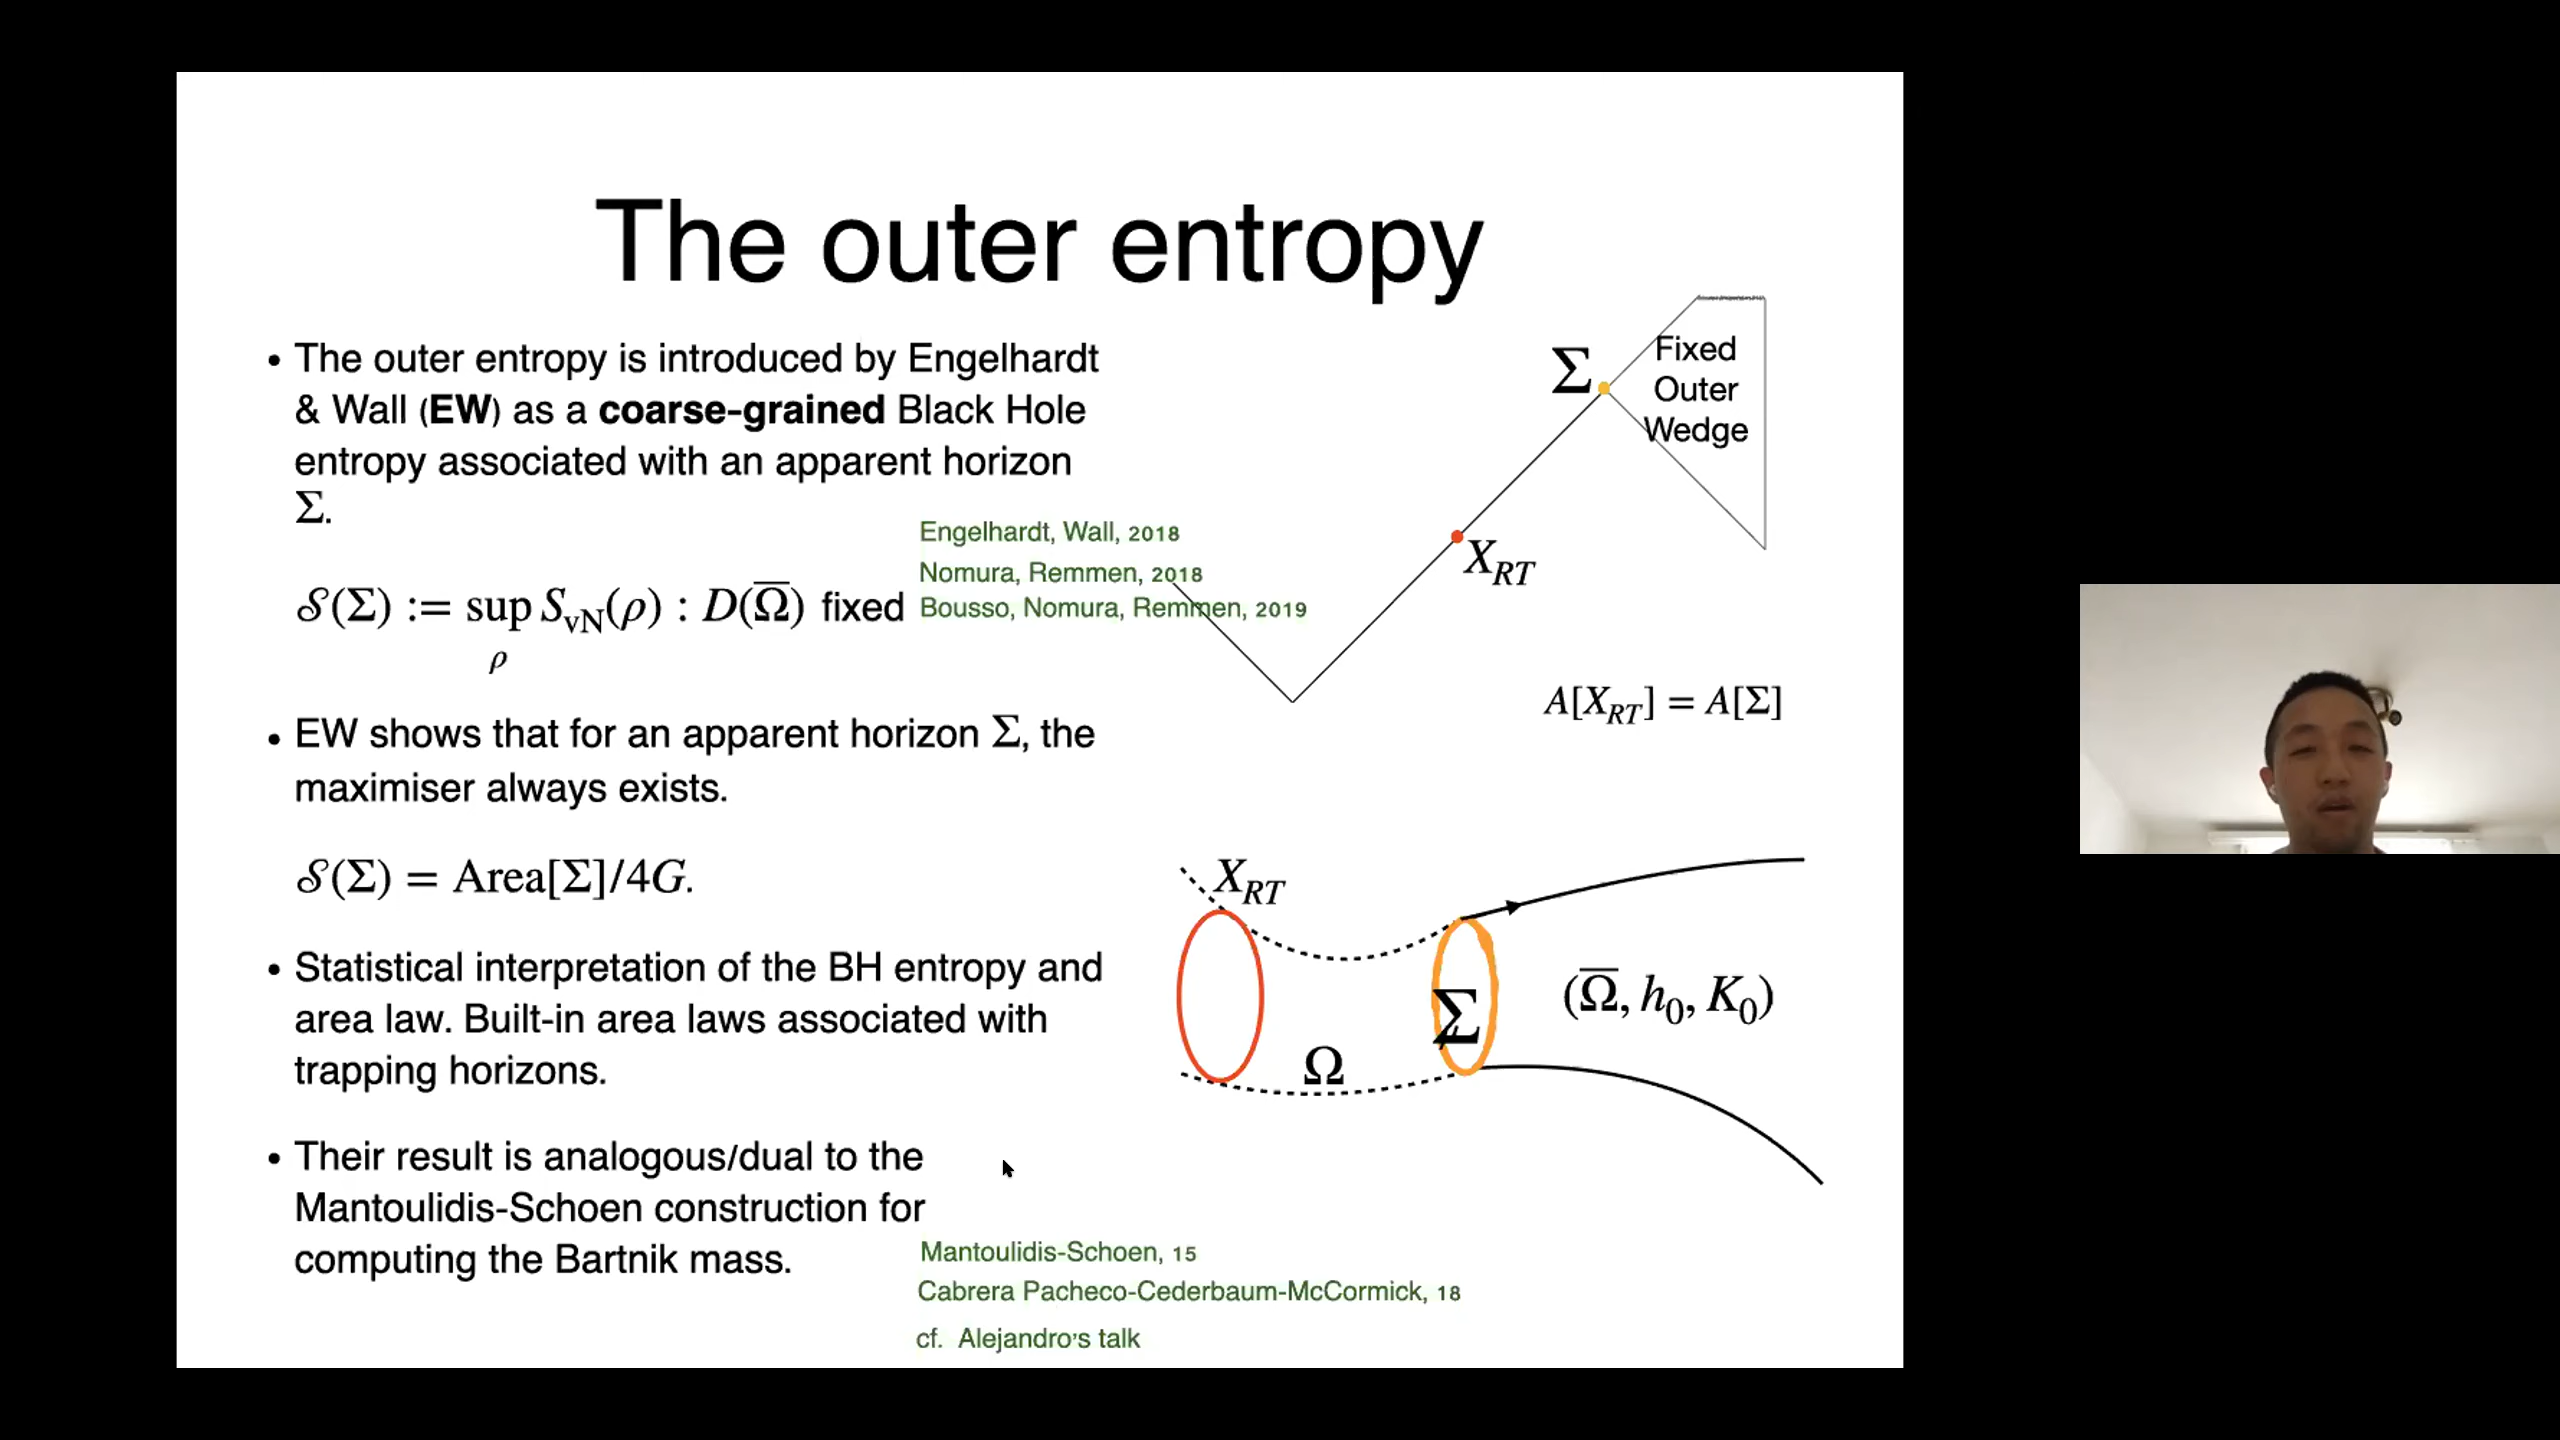 The outer entropy
• The outer entropy is introduced by Engelhardt
& Wall (EW) as a coarse-grained Black Hole
entropy associated with an apparent horizon
Σ.
Engelhardt, Wall, 2018
Nomura, Remmen, 2018
Bousso, Nomura, Remmen, 2019
𝒮(Σ) := sup S_vN(ρ) : D(Ω̅) fixed
ρ
• EW shows that for an apparent horizon Σ, the
maximiser always exists.
𝒮(Σ) = Area[Σ]/4G.
• Statistical interpretation of the BH entropy and
area law. Built-in area laws associated with
trapping horizons.
• Their result is analogous/dual to the
Mantoulidis-Schoen construction for
computing the Bartnik mass.
Mantoulidis-Schoen, 15
Cabrera Pacheco-Cederbaum-McCormick, 18
cf. Alejandro's talk
Σ
Fixed
Outer
Wedge
X_RT
A[X_RT] = A[Σ]
X_RT
Σ
(Ω̅, h₀, K₀)
Ω